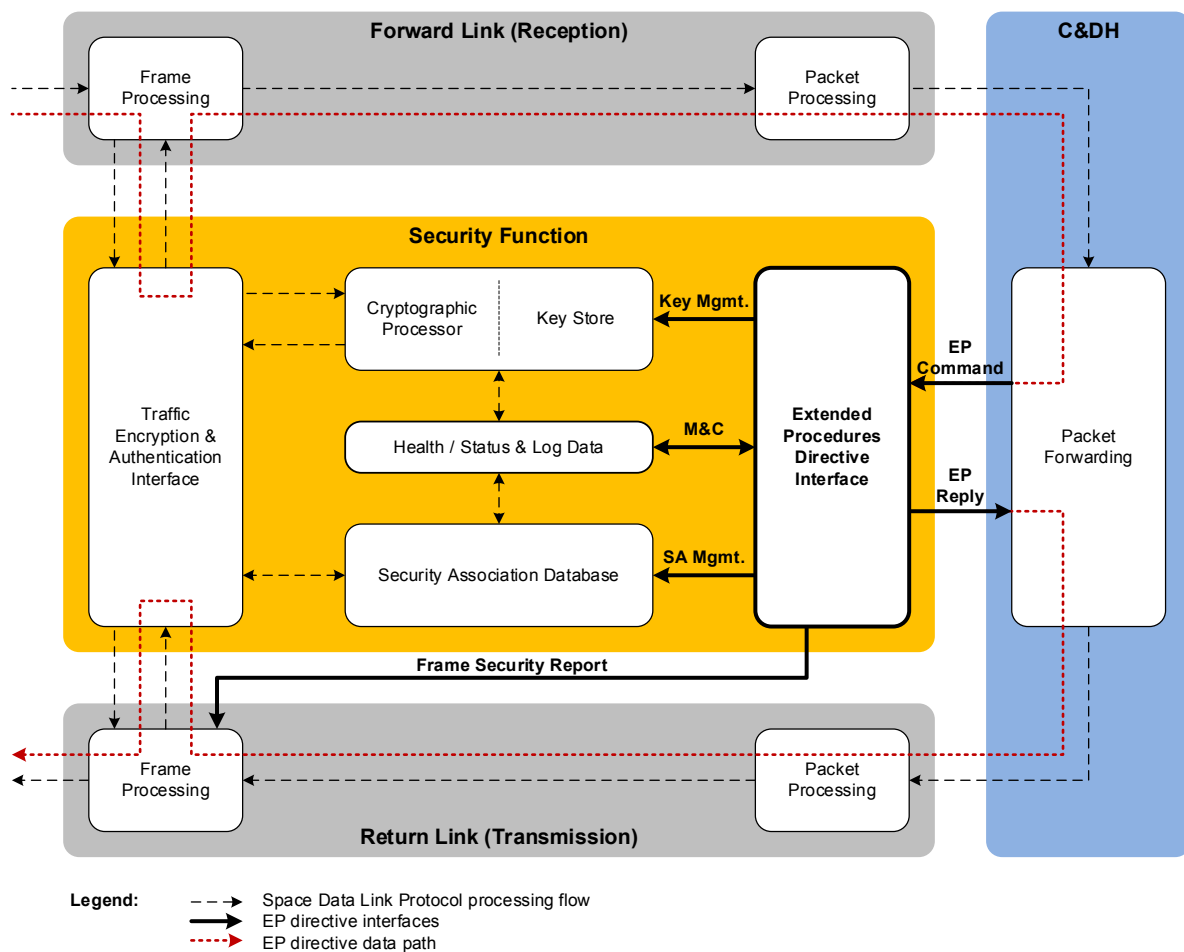 Forward Link (Reception)
C&DH
Frame
Processing
Packet
Processing
Security Function
Cryptographic
Processor
Key Store
Key Mgmt.
EP
Command
Traffic
Encryption &
Authentication
Interface
Health / Status & Log Data
M&C
Extended
Procedures
Directive
Interface
Packet
Forwarding
EP
Reply
Security Association Database
SA Mgmt.
Frame Security Report
Frame
Processing
Packet
Processing
Return Link (Transmission)
Legend:
Space Data Link Protocol processing flow
EP directive interfaces
EP directive data path